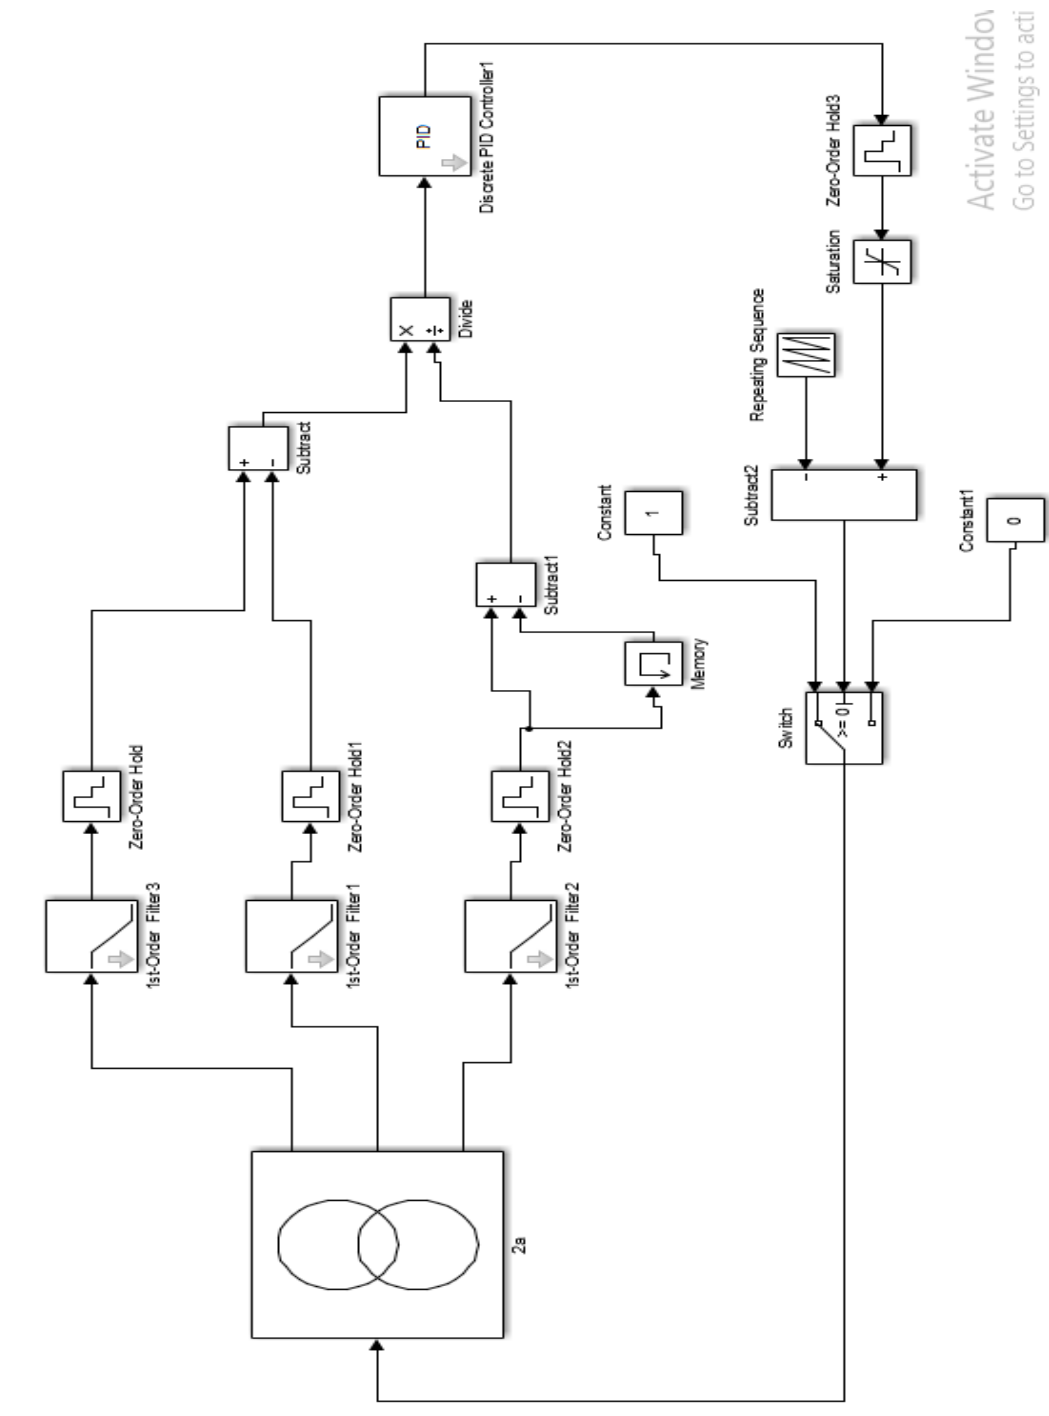 1st-Order Filter3
Zero-Order Hold
1st-Order Filter1
Zero-Order Hold1
1st-Order Filter2
Zero-Order Hold2
2a
+
-
Subtract
+
-
Subtract1
Memory
×
÷
Divide
PID
Discrete PID Controller1
Zero-Order Hold3
Saturation
Repeating Sequence
-
+
Subtract2
1
Constant
0
Constant1
>= 0
Switch
Activate Window
Go to Settings to acti